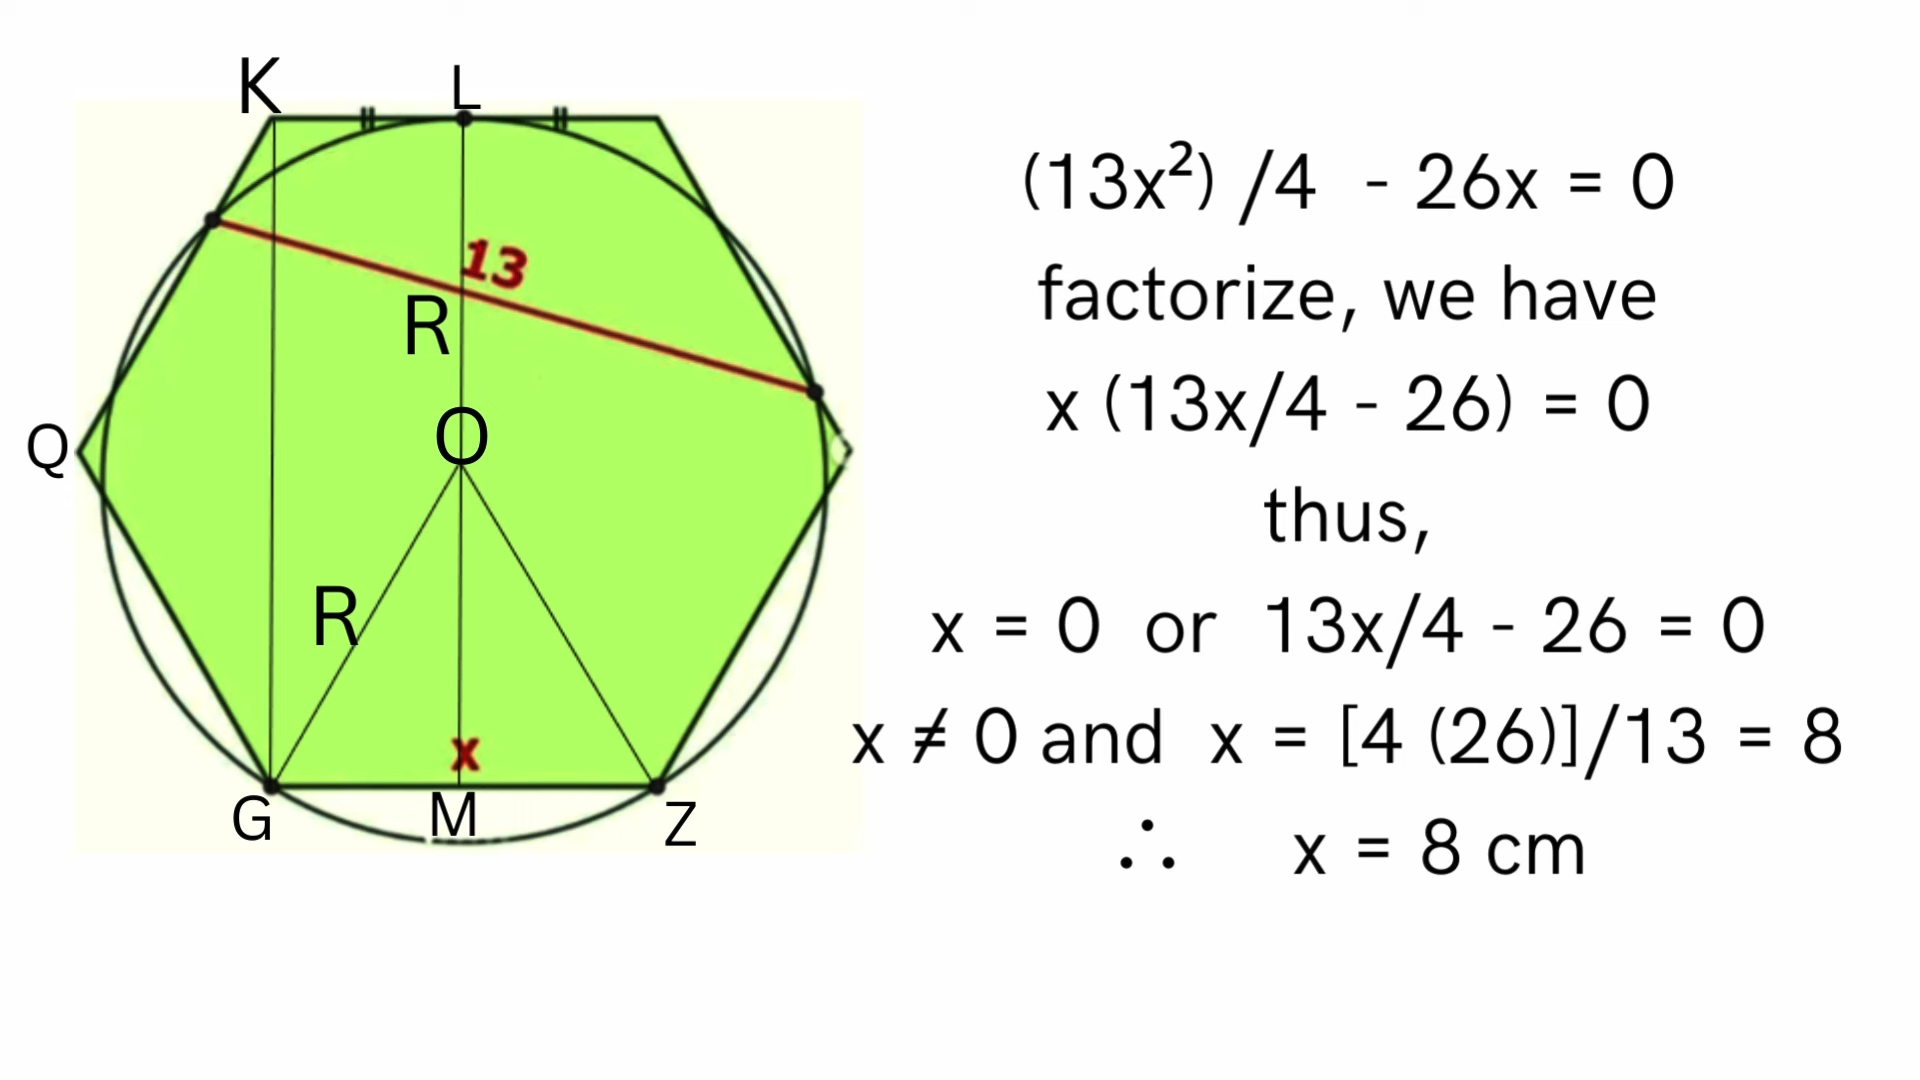 K
L
13
R
O
Q
R
x
G
M
Z
(13x²) /4 - 26x = 0
factorize, we have
x (13x/4 - 26) = 0
thus,
x = 0 or 13x/4 - 26 = 0
x ≠ 0 and x = [4 (26)]/13 = 8
∴ x = 8 cm